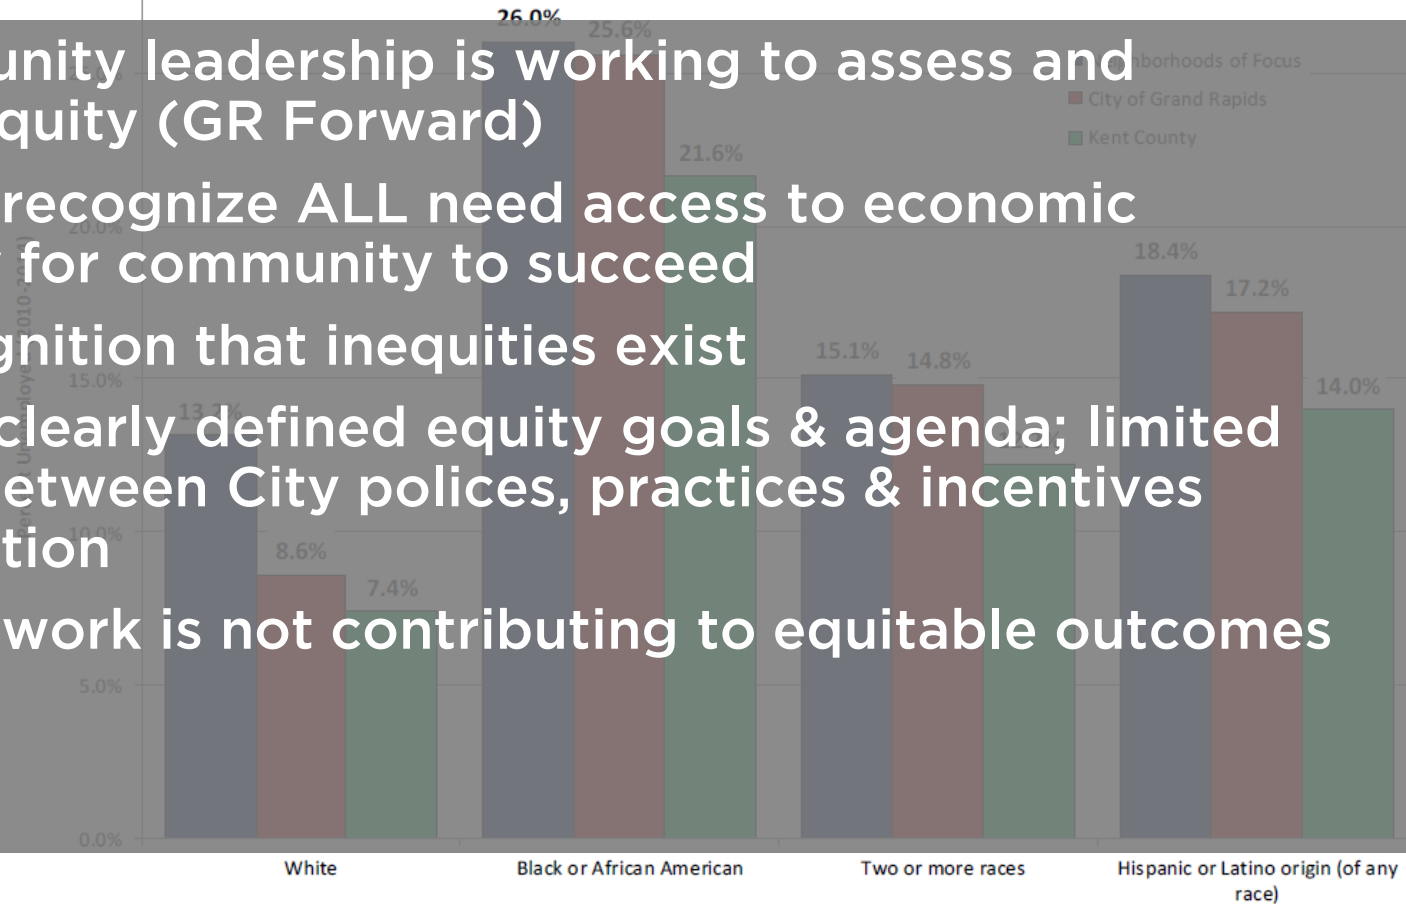 26.0%
25.6%
unity leadership is working to assess and
quity (GR Forward)
Neighborhoods of Focus
City of Grand Rapids
Kent County
21.6%
recognize ALL need access to economic
for community to succeed
20.0%
18.4%
17.2%
gnition that inequities exist
15.1%
14.8%
15.0%
14.0%
clearly defined equity goals & agenda; limited
etween City polices, practices & incentives
tion
10.0%
8.6%
7.4%
work is not contributing to equitable outcomes
5.0%
0.0%
White
Black or African American
Two or more races
Hispanic or Latino origin (of any
race)